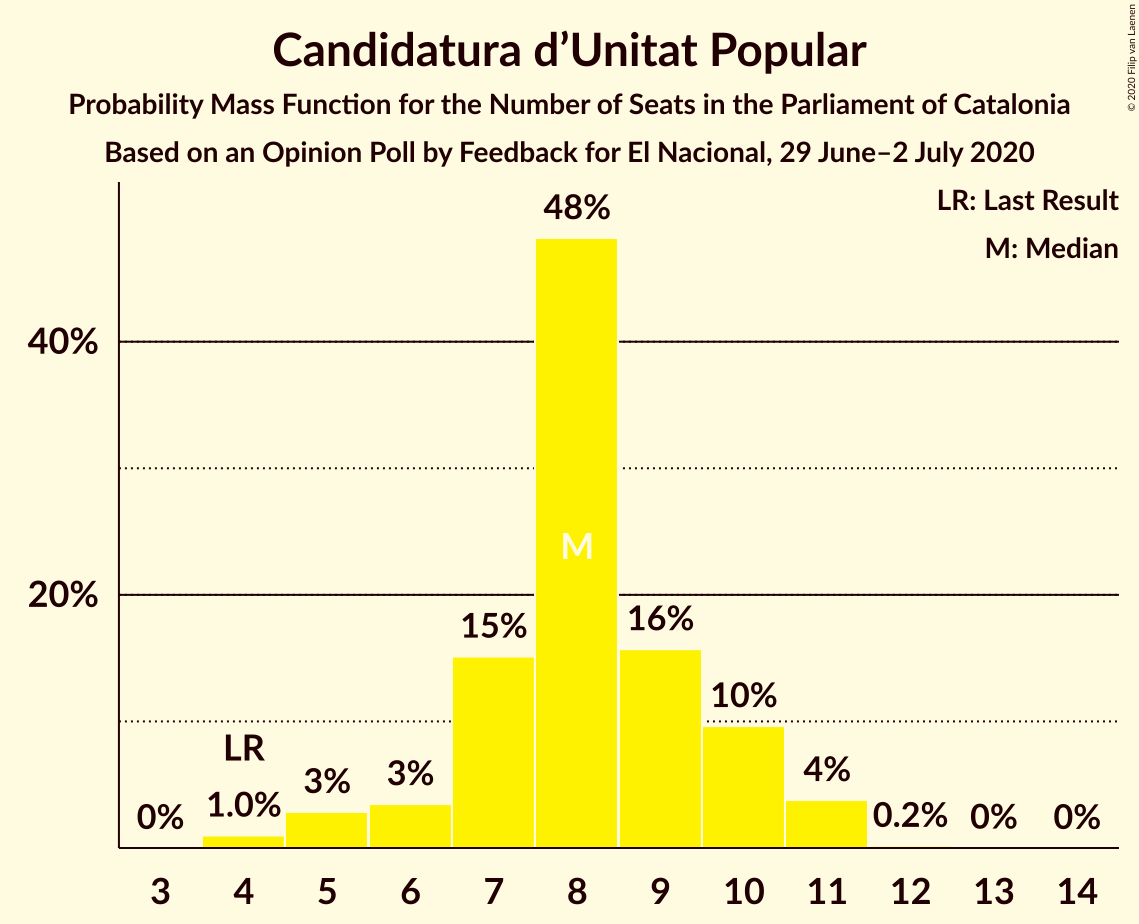 Candidatura d’Unitat Popular
Probability Mass Function for the Number of Seats in the Parliament of Catalonia
Based on an Opinion Poll by Feedback for El Nacional, 29 June–2 July 2020
© 2020 Filip van Laenen
LR: Last Result
M: Median
48%
40%
M
20%
15%
16%
10%
LR
3%
3%
4%
0%
1.0%
0.2%
0%
0%
3 4 5 6 7 8 9 10 11 12 13 14